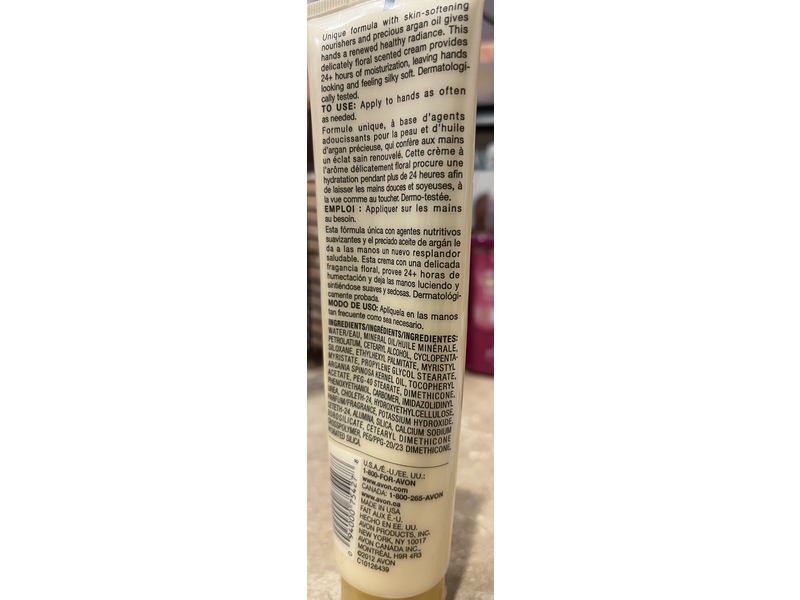 Unique formula with skin-softening
nourishers and precious argan oil gives
hands a renewed healthy radiance. This
delicately floral scented cream provides
24+ hours of moisturization, leaving hands
looking and feeling silky soft. Dermatologi-
cally tested.
TO USE: Apply to hands as often
as needed.
Formule unique, à base d'agents
adoucissants pour la peau et d'huile
d'argan précieuse, qui confère aux mains
un éclat sain renouvelé. Cette crème à
l'arôme délicatement floral procure une
hydratation pendant plus de 24 heures afin
de laisser les mains douces et soyeuses, à
la vue comme au toucher. Dermo-testée.
EMPLOI : Appliquer sur les mains
au besoin.
Esta fórmula única con agentes nutritivos
suavizantes y el preciado aceite de argán le
da a las manos un nuevo resplandor
saludable. Esta crema con una delicada
fragancia floral, provee 24+ horas de
humectación y deja las manos luciendo y
sintiéndose suaves y sedosas. Dermatológi-
camente probada.
MODO DE USO: Aplíquela en las manos
tan frecuente como sea necesario.
INGREDIENTS/INGRÉDIENTS/INGREDIENTES:
WATER/EAU, MINERAL OIL/HUILE MINÉRALE,
PETROLATUM, CETEARYL ALCOHOL, CYCLOPENTA-
SILOXANE, ETHYLHEXYL PALMITATE, MYRISTYL
MYRISTATE, PROPYLENE GLYCOL STEARATE,
ARGANIA SPINOSA KERNEL OIL, TOCOPHERYL
ACETATE, PEG-40 STEARATE, DIMETHICONE,
PHENOXYETHANOL, CARBOMER, IMIDAZOLIDINYL
UREA, CHOLETH-24, HYDROXYETHYLCELLULOSE,
PARFUM/FRAGRANCE, POTASSIUM HYDROXIDE,
CETETH-24, ALUMINA, SILICA, CALCIUM SODIUM
BOROSILICATE, CETEARYL DIMETHICONE
CROSSPOLYMER, PEG/PPG-20/23 DIMETHICONE,
HYDRATED SILICA
U.S.A./É.-U./EE. UU.:
1-800-FOR-AVON
www.avon.com
CANADA: 1-800-265-AVON
www.avon.ca
MADE IN USA
FAIT AUX É.-U.
HECHO EN EE. UU.
AVON PRODUCTS, INC.
NEW YORK, NY 10017
AVON CANADA INC.,
MONTRÉAL H9R 4R3
©2012 AVON
C10126439